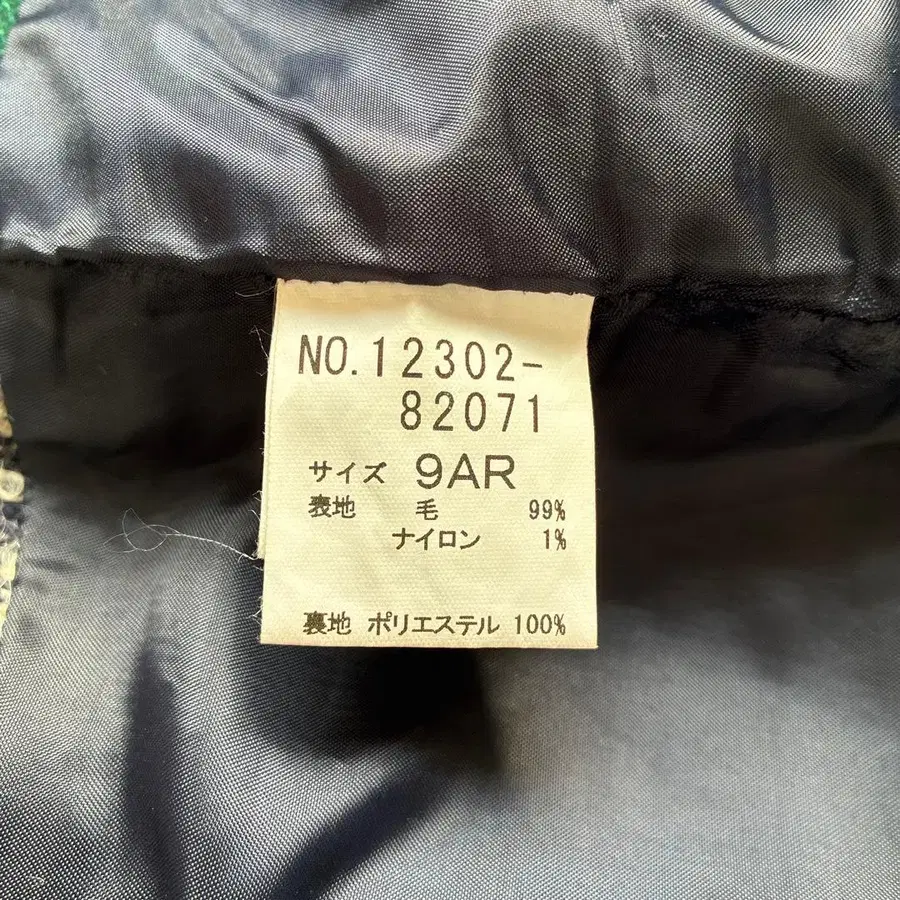 NO.12302-
82071
サイズ 9AR
表地 毛 99%
ナイロン 1%
裏地 ポリエステル 100%